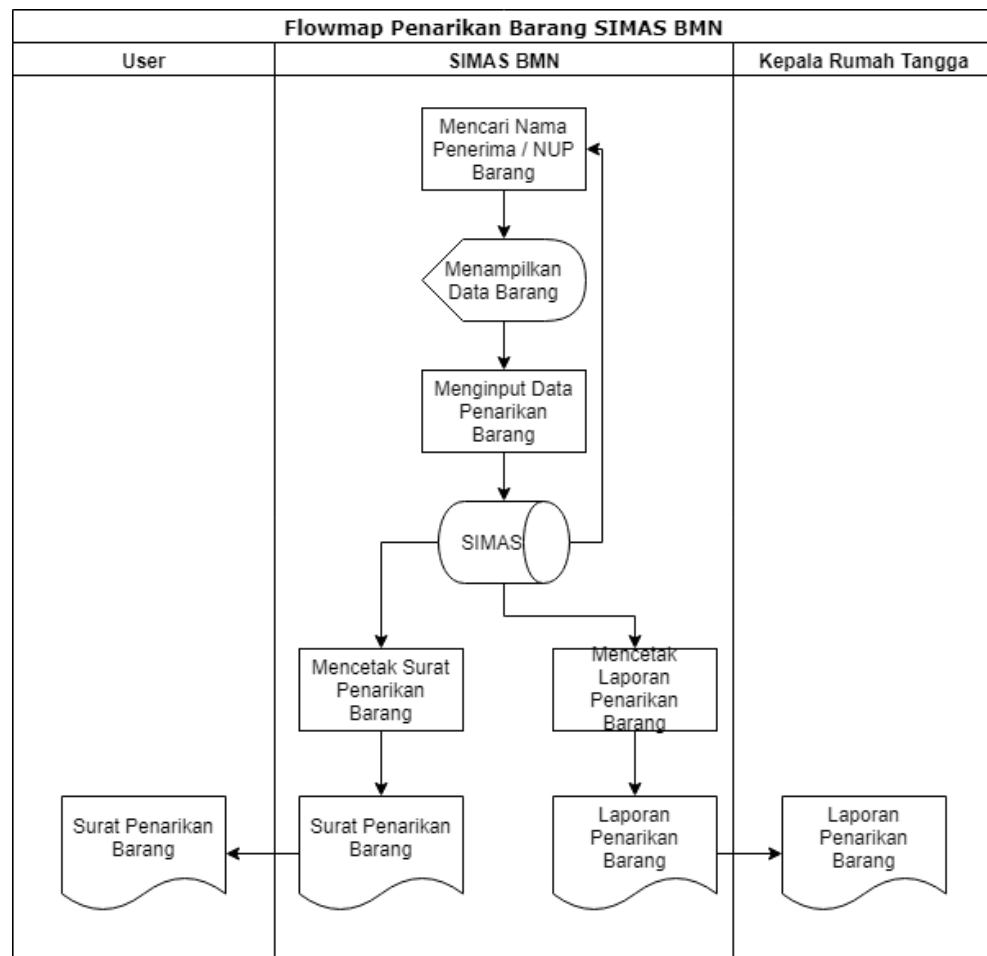 Flowmap Penarikan Barang SIMAS BMN
User
SIMAS BMN
Kepala Rumah Tangga
Mencari Nama
Penerima / NUP
Barang
Menampilkan
Data Barang
Menginput Data
Penarikan
Barang
SIMAS
Mencetak Surat
Penarikan
Barang
Mencetak
Laporan
Penarikan
Barang
Surat Penarikan
Barang
Surat Penarikan
Barang
Laporan
Penarikan
Barang
Laporan
Penarikan
Barang